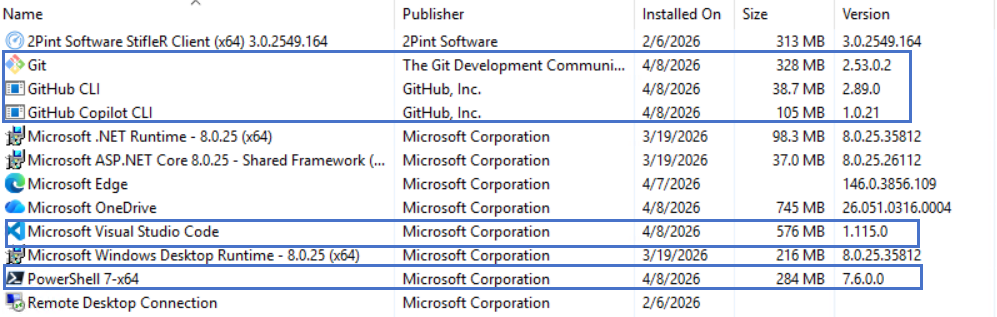 Name Publisher Installed On Size Version
2Pint Software StifleR Client (x64) 3.0.2549.164 2Pint Software 2/6/2026 313 MB 3.0.2549.164
Git The Git Development Communi... 4/8/2026 328 MB 2.53.0.2
GitHub CLI GitHub, Inc. 4/8/2026 38.7 MB 2.89.0
GitHub Copilot CLI GitHub, Inc. 4/8/2026 105 MB 1.0.21
Microsoft .NET Runtime - 8.0.25 (x64) Microsoft Corporation 3/19/2026 98.3 MB 8.0.25.35812
Microsoft ASP.NET Core 8.0.25 - Shared Framework (... Microsoft Corporation 3/19/2026 37.0 MB 8.0.25.26112
Microsoft Edge Microsoft Corporation 4/7/2026 146.0.3856.109
Microsoft OneDrive Microsoft Corporation 4/8/2026 745 MB 26.051.0316.0004
Microsoft Visual Studio Code Microsoft Corporation 4/8/2026 576 MB 1.115.0
Microsoft Windows Desktop Runtime - 8.0.25 (x64) Microsoft Corporation 3/19/2026 216 MB 8.0.25.35812
PowerShell 7-x64 Microsoft Corporation 4/8/2026 284 MB 7.6.0.0
Remote Desktop Connection Microsoft Corporation 2/6/2026